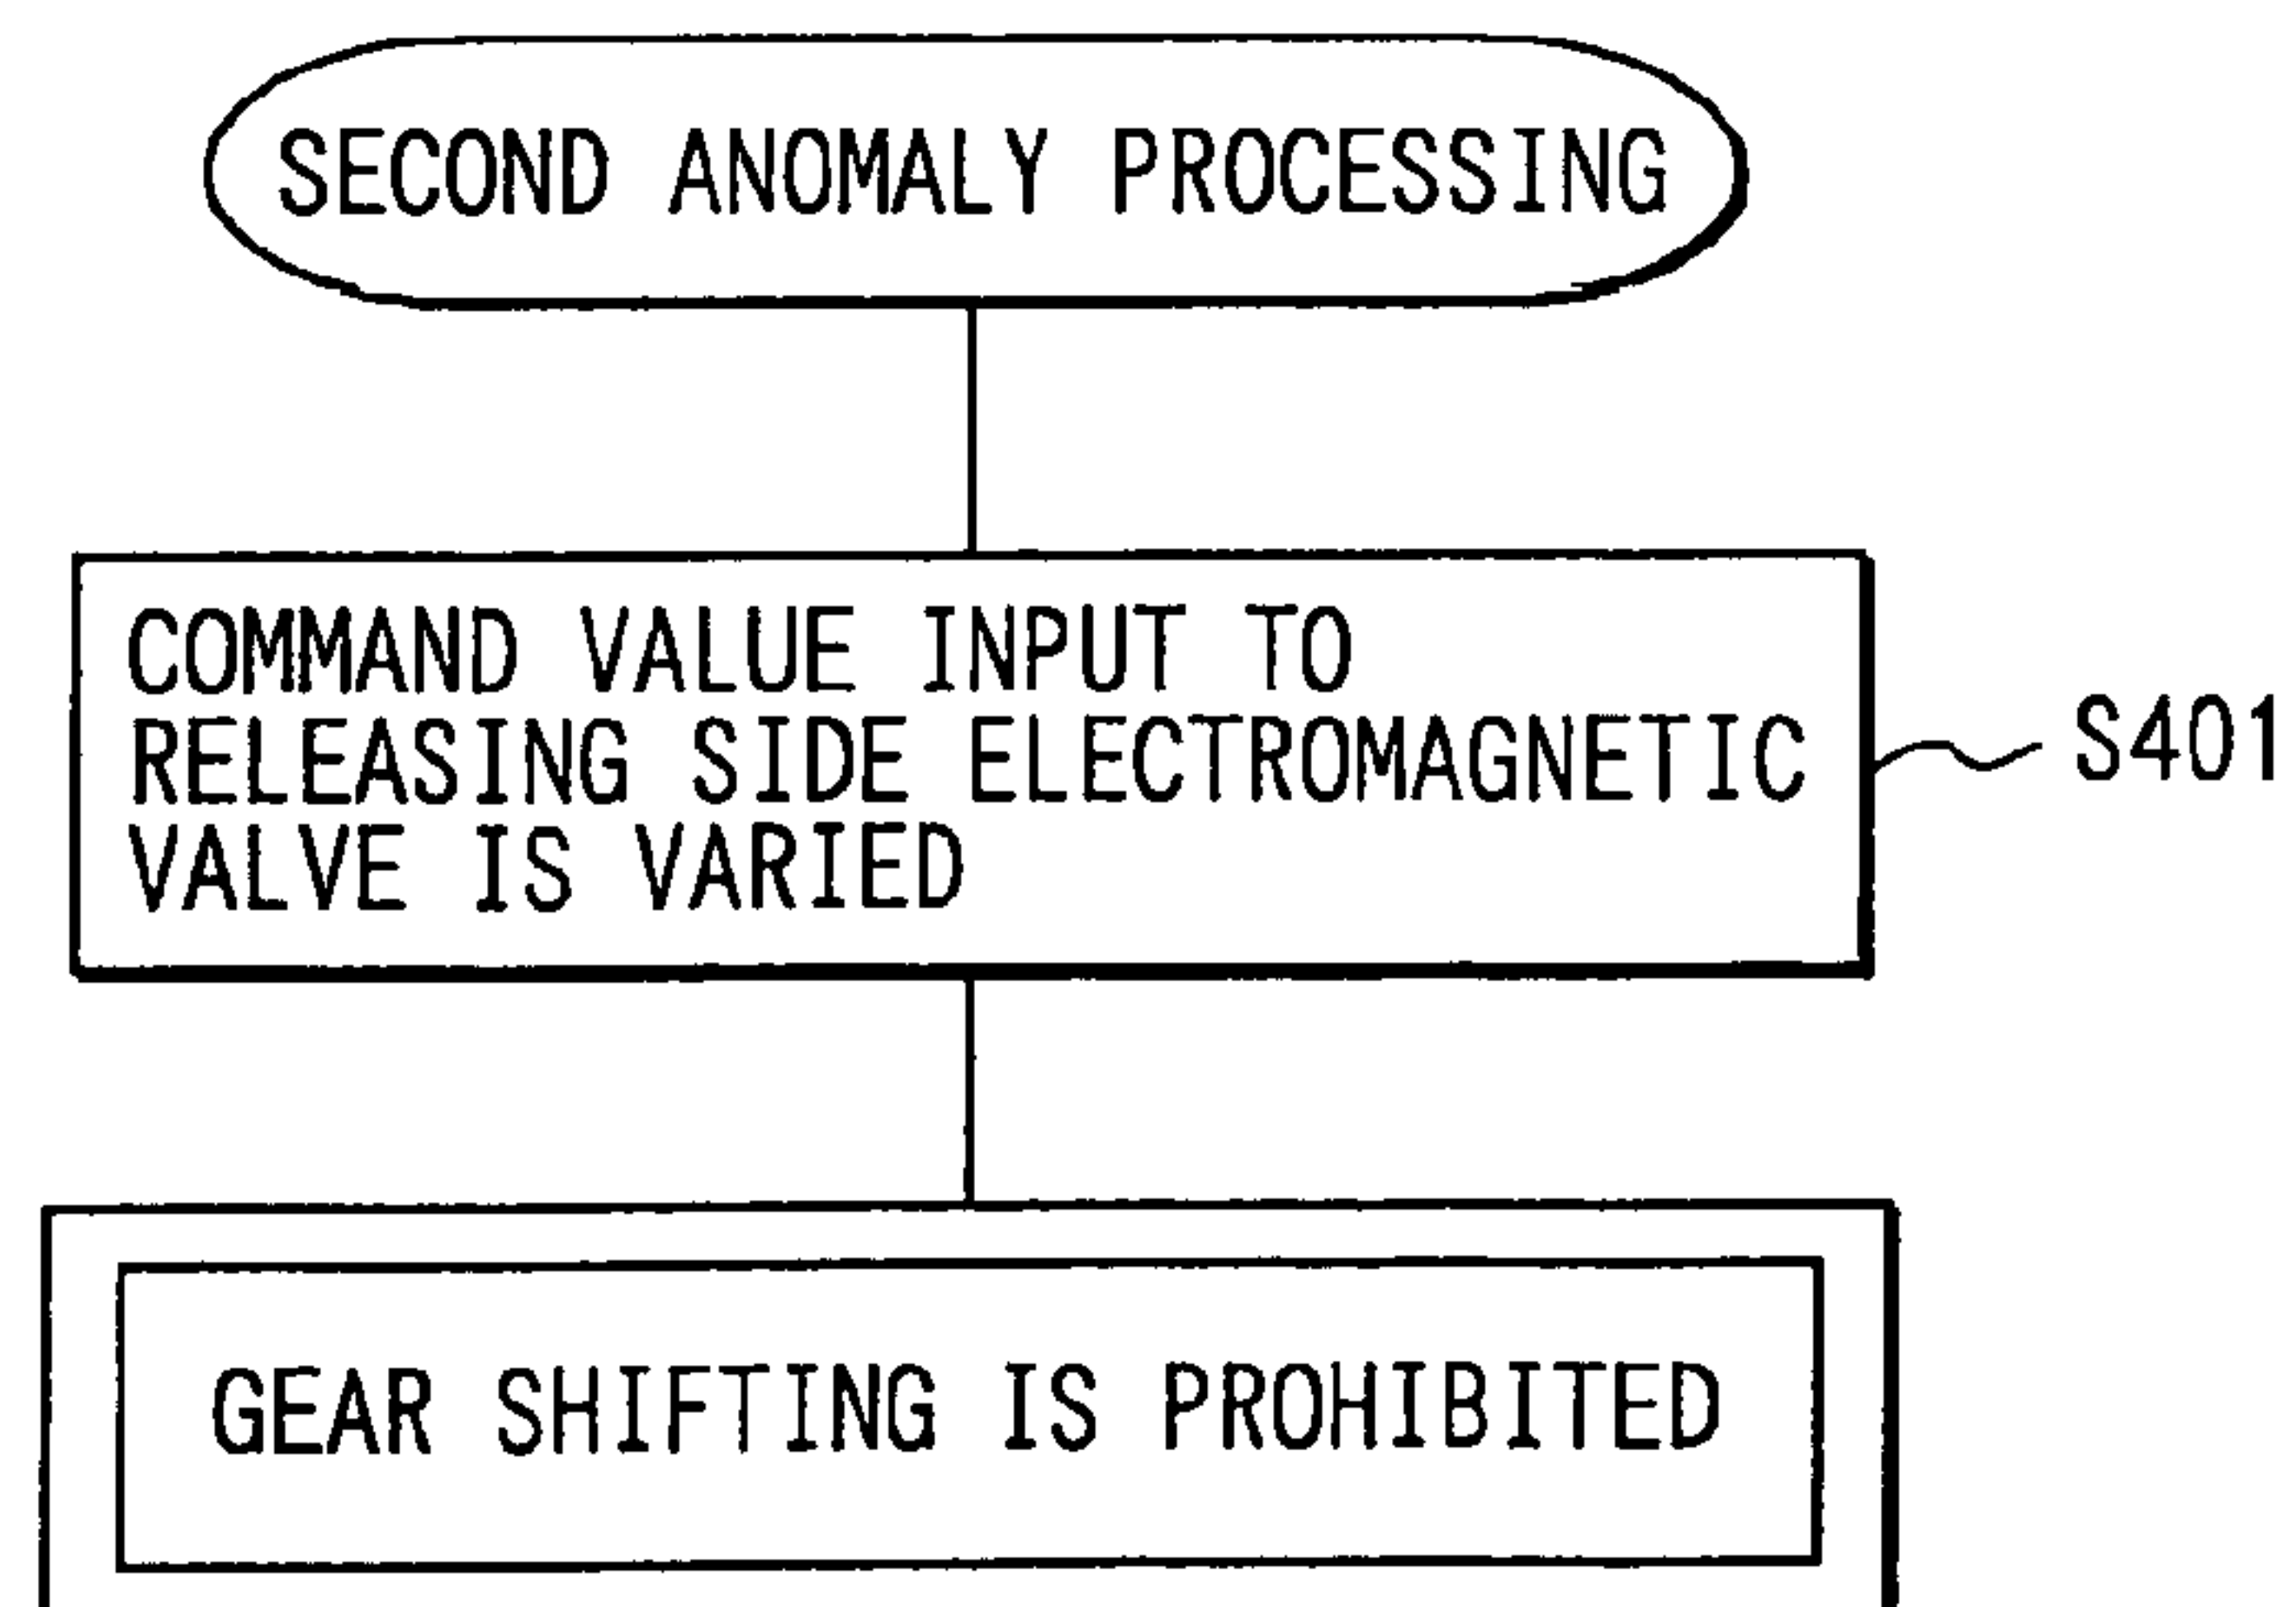 SECOND ANOMALY PROCESSING
COMMAND VALUE INPUT TO
RELEASING SIDE ELECTROMAGNETIC
VALVE IS VARIED
S401
GEAR SHIFTING IS PROHIBITED